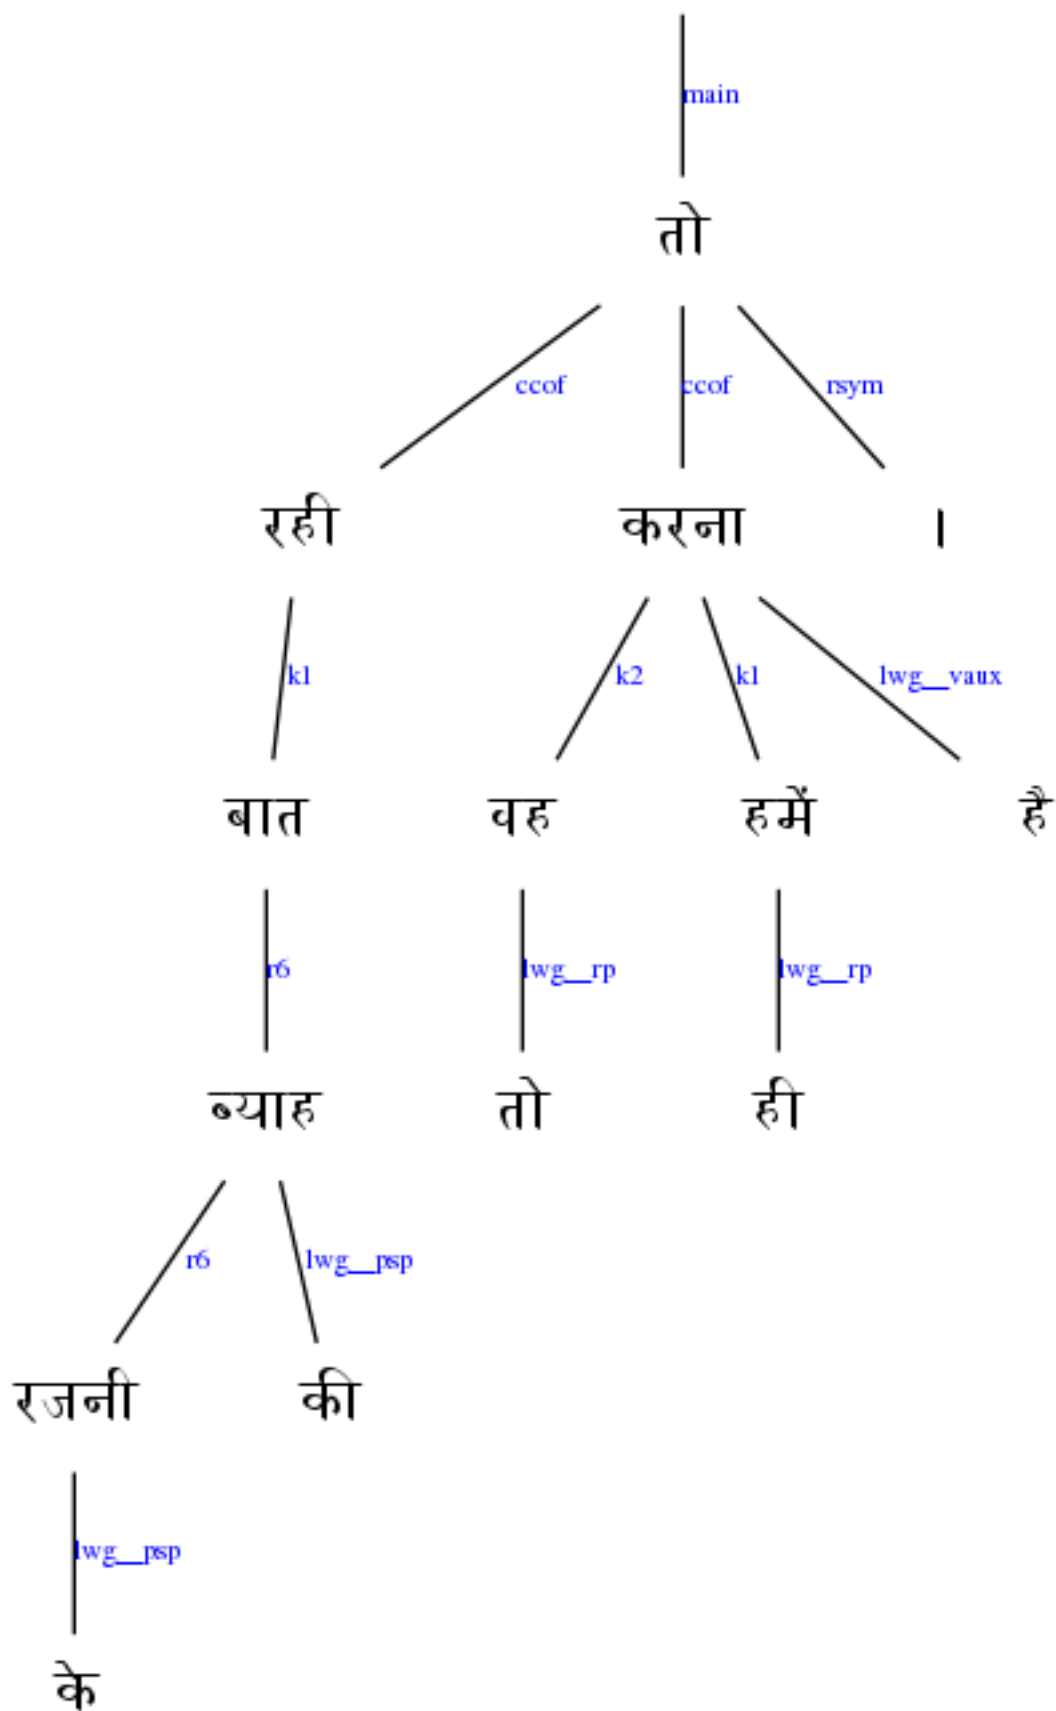 main
तो
ccof ccof rsym
रही करना ।
k1 k2 k1 lwg__vaux
बात वह हमें है
r6 lwg__rp lwg__rp
ब्याह तो ही
r6 lwg__psp
रजनी की
lwg__psp
के